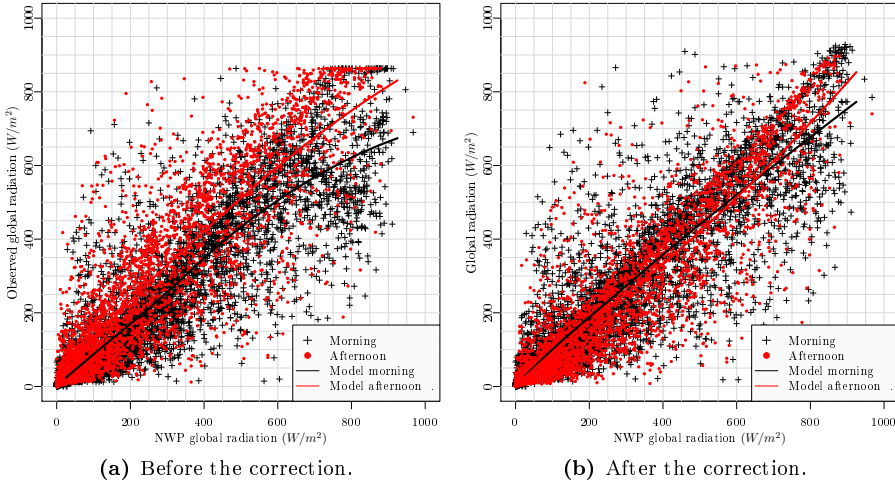 1000
800
600
400
200
0
Observed global radiation (W/m²)
Morning
Afternoon
Model morning
Model afternoon .
0 200 400 600 800 1000
NWP global radiation (W/m²)
(a) Before the correction.
1000
800
600
400
200
0
Global radiation (W/m²)
Morning
Afternoon
Model morning
Model afternoon .
0 200 400 600 800 1000
NWP global radiation (W/m²)
(b) After the correction.